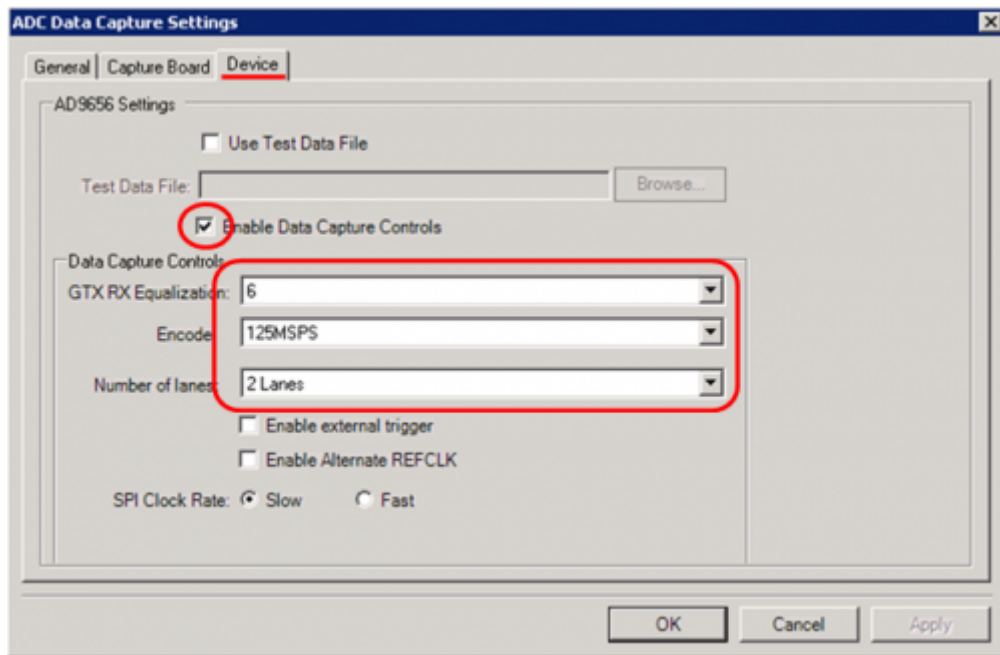 ADC Data Capture Settings
General Capture Board Device
AD9656 Settings
Use Test Data File
Test Data File: Browse...
Enable Data Capture Controls
Data Capture Controls
GTX RX Equalization: 6
Encode 125MSPS
Number of lanes: 2 Lanes
Enable external trigger
Enable Alternate REFCLK
SPI Clock Rate: Slow Fast
OK Cancel Apply